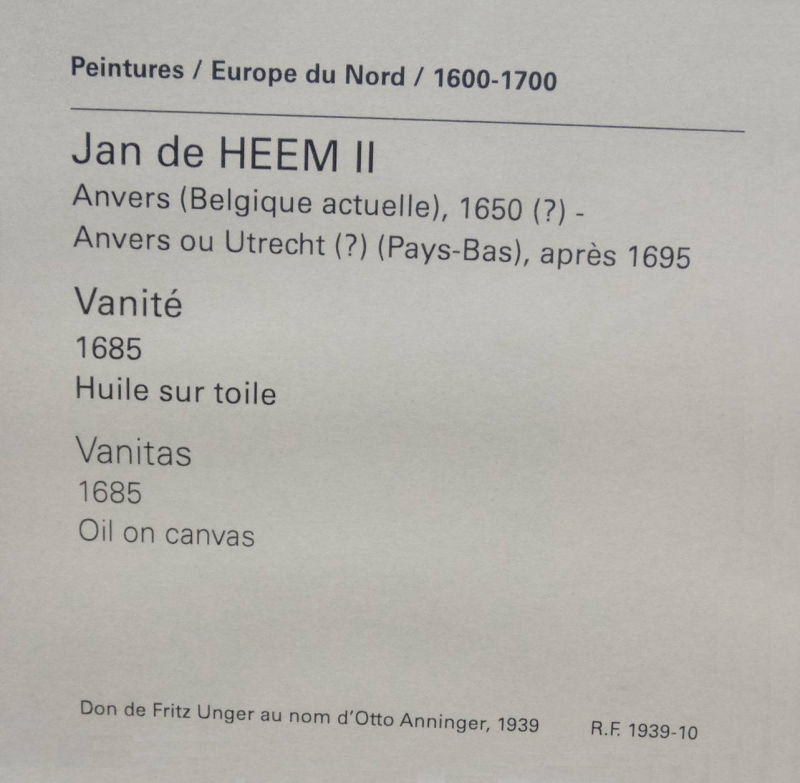 Peintures / Europe du Nord / 1600-1700
Jan de HEEM II
Anvers (Belgique actuelle), 1650 (?) -
Anvers ou Utrecht (?) (Pays-Bas), après 1695
Vanité
1685
Huile sur toile
Vanitas
1685
Oil on canvas
Don de Fritz Unger au nom d'Otto Anninger, 1939 R.F. 1939-10